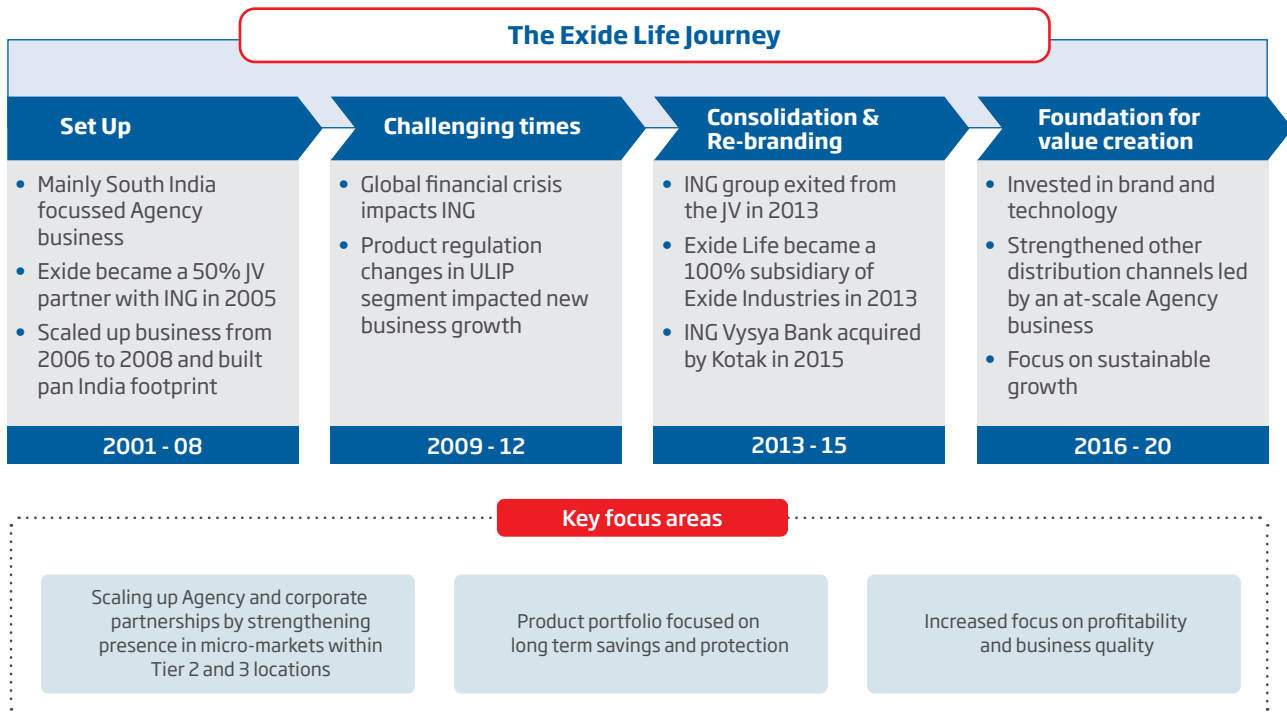 The Exide Life Journey
Set Up
• Mainly South India
focussed Agency
business
• Exide became a 50% JV
partner with ING in 2005
• Scaled up business from
2006 to 2008 and built
pan India footprint
2001 - 08
Challenging times
• Global financial crisis
impacts ING
• Product regulation
changes in ULIP
segment impacted new
business growth
2009 - 12
Consolidation &
Re-branding
• ING group exited from
the JV in 2013
• Exide Life became a
100% subsidiary of
Exide Industries in 2013
• ING Vysya Bank acquired
by Kotak in 2015
2013 - 15
Foundation for
value creation
• Invested in brand and
technology
• Strengthened other
distribution channels led
by an at-scale Agency
business
• Focus on sustainable
growth
2016 - 20
Key focus areas
Scaling up Agency and corporate
partnerships by strengthening
presence in micro-markets within
Tier 2 and 3 locations
Product portfolio focused on
long term savings and protection
Increased focus on profitability
and business quality